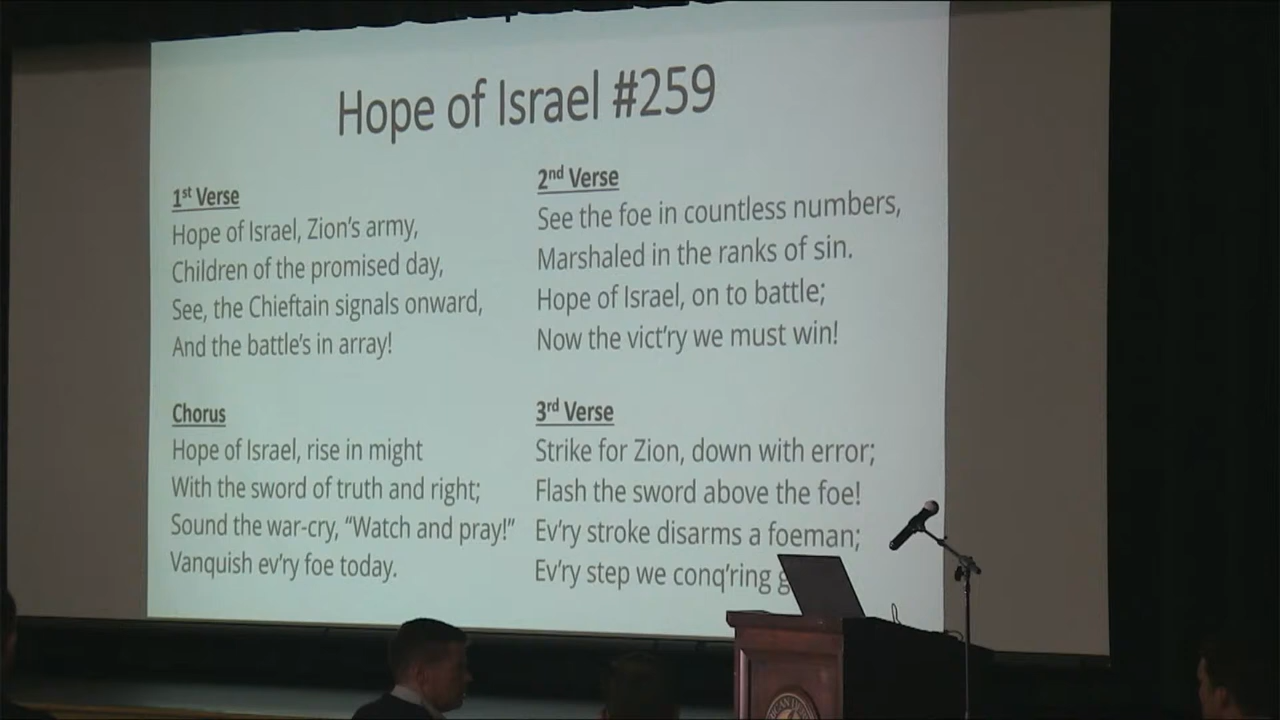 Hope of Israel #259
1st Verse
Hope of Israel, Zion's army,
Children of the promised day,
See, the Chieftain signals onward,
And the battle's in array!
Chorus
Hope of Israel, rise in might
With the sword of truth and right;
Sound the war-cry, “Watch and pray!”
Vanquish ev'ry foe today.
2nd Verse
See the foe in countless numbers,
Marshaled in the ranks of sin.
Hope of Israel, on to battle;
Now the vict'ry we must win!
3rd Verse
Strike for Zion, down with error;
Flash the sword above the foe!
Ev'ry stroke disarms a foeman;
Ev'ry step we conq'ring